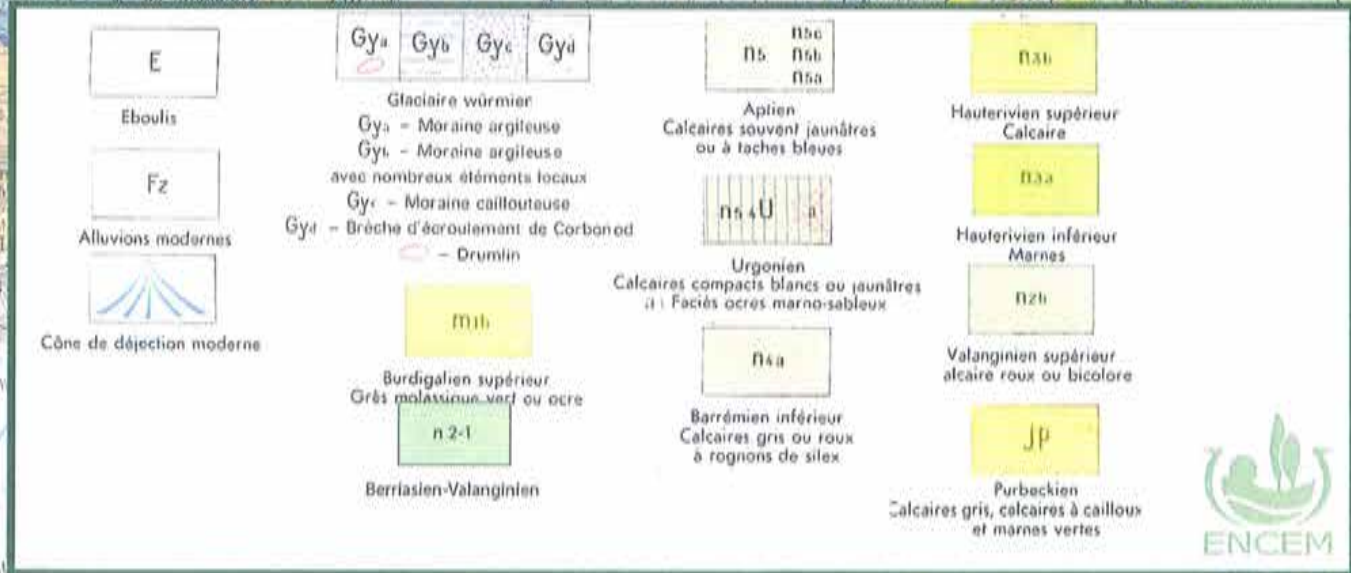 E
Eboulis
Fz
Alluvions modernes
Cône de déjection moderne
Gya Gyb Gyc Gyd
Glaciaire würmier
Gya - Moraine argileuse
Gyb - Moraine argileuse
avec nombreux éléments locaux
Gyc - Moraine caillouteuse
Gyd - Brèche d'écroulement de Corbonod
- Drumlin
m1b
Burdigalien supérieur
Grès molassique vert ou ocre
n 2-1
Berriasien-Valanginien
n5 n5c
n5b
n5a
Aptien
Calcaires souvent jaunâtres
ou à taches bleues
n5 4U a
Urgonien
Calcaires compacts blancs ou jaunâtres
a : Faciès ocres marno-sableux
n4a
Barrémien inférieur
Calcaires gris ou roux
à rognons de silex
n3b
Hauterivien supérieur
Calcaire
n3a
Hauterivien inférieur
Marnes
n2b
Valanginien supérieur
alcaire roux ou bicolore
JP
Purbeckien
Calcaires gris, calcaires à cailloux
et marnes vertes
ENCEM